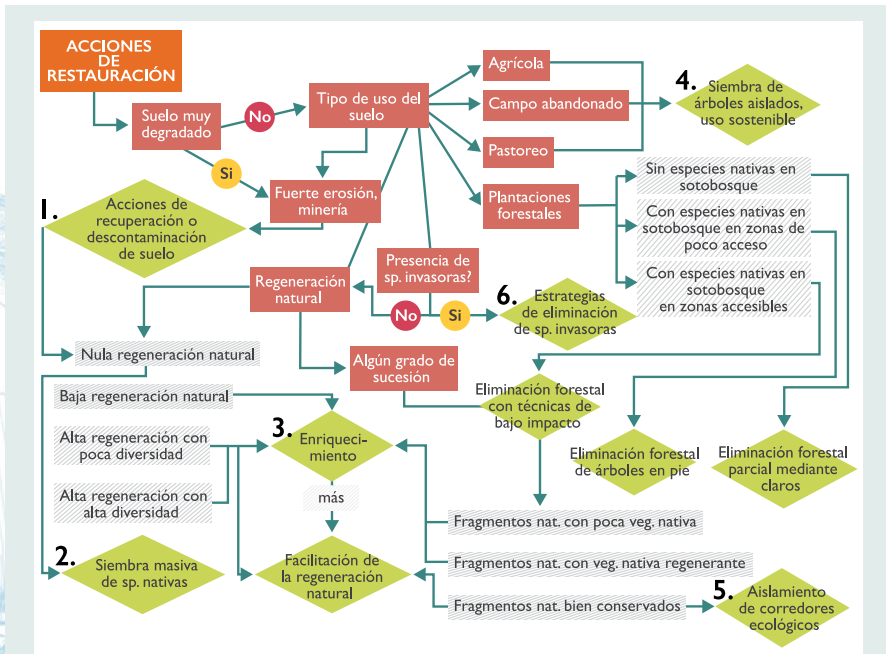 ACCIONES
DE
RESTAURACIÓN
Suelo muy
degradado
No
Si
Tipo de uso del
suelo
Fuerte erosión,
minería
Agrícola
Campo abandonado
Pastoreo
Plantaciones
forestales
4.
Siembra de
árboles aislados,
uso sostenible
Sin especies nativas en
sotobosque
Con especies nativas en
sotobosque en zonas de
poco acceso
Con especies nativas en
sotobosque
en zonas accesibles
1.
Acciones de
recuperación o
descontaminación
de suelo
Regeneración
natural
Presencia de
sp. invasoras?
No
Si
6.
Estrategias
de eliminación
de sp. invasoras
Nula regeneración natural
Algún grado de
sucesión
Baja regeneración natural
Alta regeneración con
poca diversidad
Alta regeneración con
alta diversidad
3.
Enriqueci-
miento
más
Eliminación forestal
con técnicas de
bajo impacto
Eliminación forestal
de árboles en pie
Eliminación forestal
parcial mediante
claros
2.
Siembra masiva
de sp. nativas
Facilitación de
la regeneración
natural
Fragmentos nat. con poca veg. nativa
Fragmentos nat. con veg. nativa regenerante
Fragmentos nat. bien conservados
5.
Aislamiento
de corredores
ecológicos